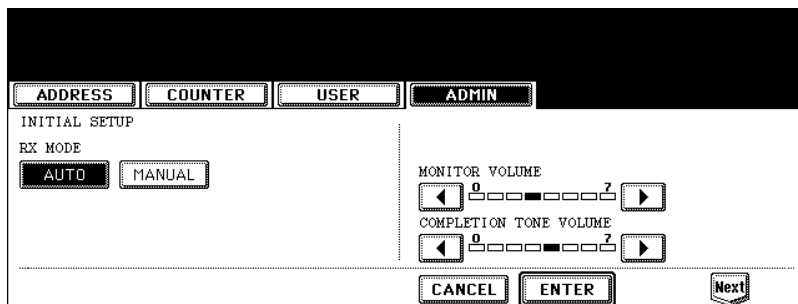 ADDRESS COUNTER USER ADMIN
INITIAL SETUP
RX MODE
AUTO MANUAL
MONITOR VOLUME
0 7
COMPLETION TONE VOLUME
0 7
CANCEL ENTER Next